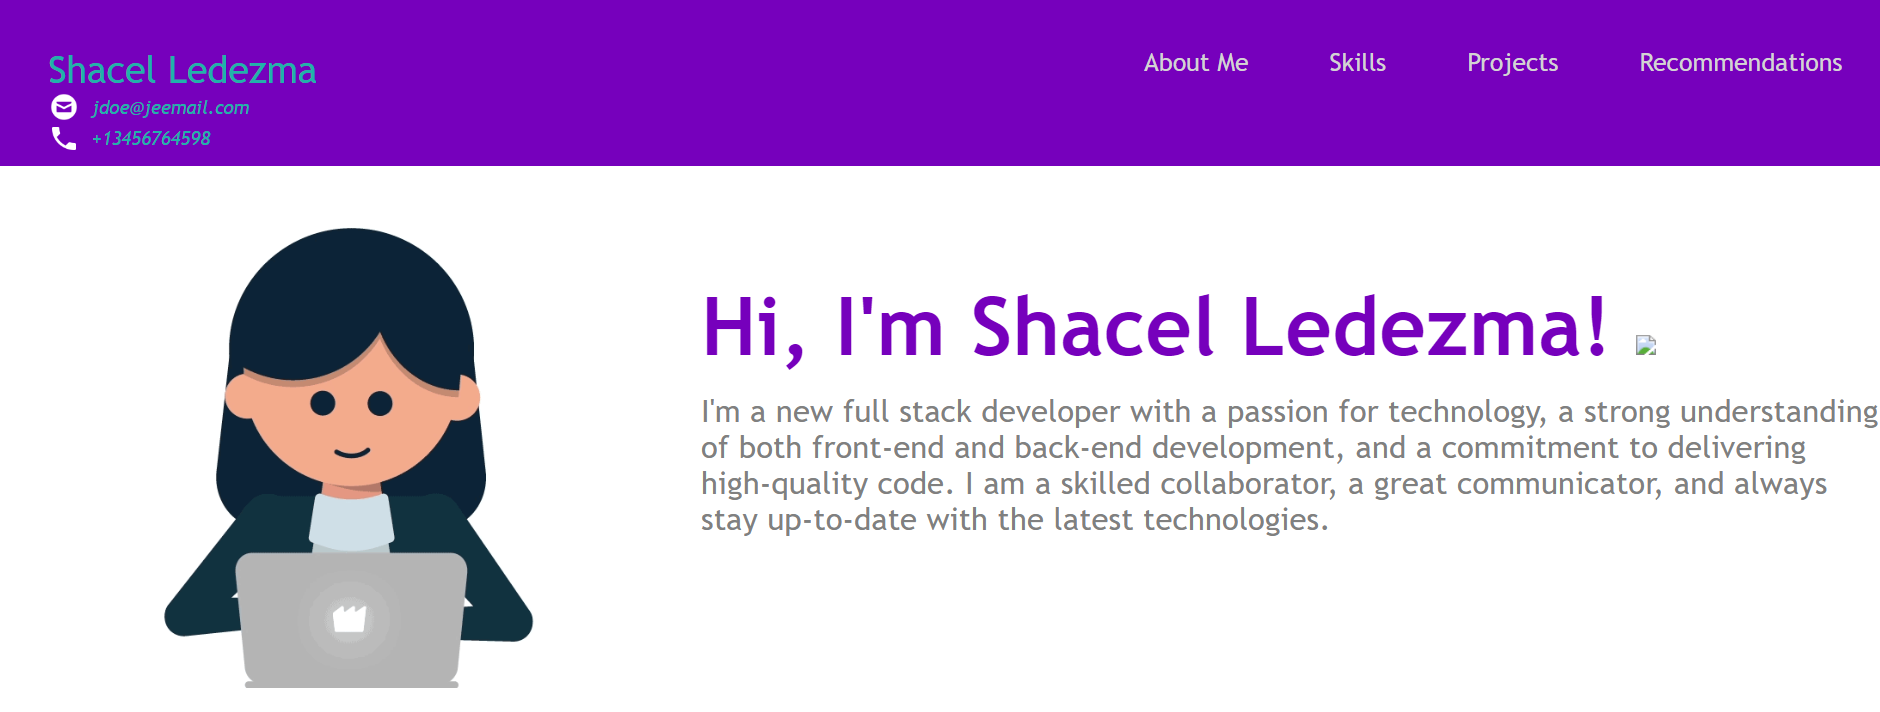 Shacel Ledezma
jdoe@jeemail.com
+13456764598
About Me
Skills
Projects
Recommendations
Hi, I'm Shacel Ledezma!
I'm a new full stack developer with a passion for technology, a strong understanding
of both front-end and back-end development, and a commitment to delivering
high-quality code. I am a skilled collaborator, a great communicator, and always
stay up-to-date with the latest technologies.